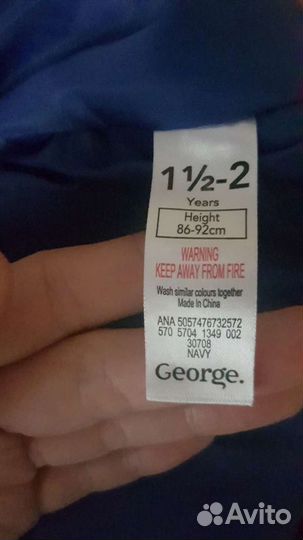 1 ½-2
Years
Height
86-92cm
WARNING
KEEP AWAY FROM FIRE
Wash similar colours together
Made In China
ANA 5057476732572
570 5704 1349 002
30708
NAVY
George.
Avito